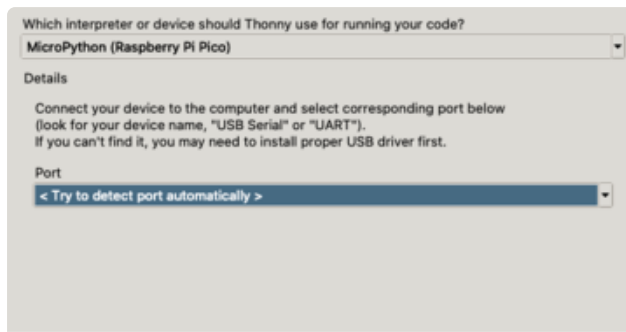 Which interpreter or device should Thonny use for running your code?
MicroPython (Raspberry Pi Pico)
Details
Connect your device to the computer and select corresponding port below
(look for your device name, "USB Serial" or "UART").
If you can't find it, you may need to install proper USB driver first.
Port
< Try to detect port automatically >